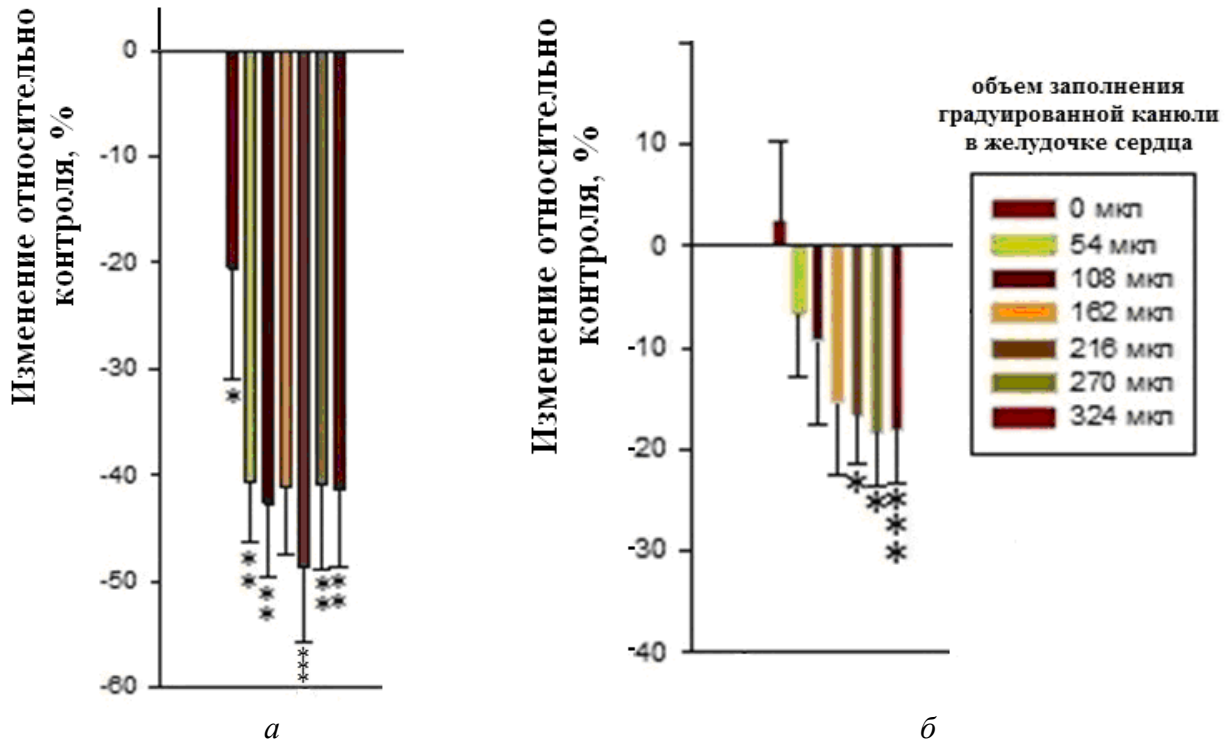 Изменение относительно
контроля, %
0
-10
-20
-30
-40
-50
-60
*
**
**
***
**
**
а
Изменение относительно
контроля, %
10
0
-10
-20
-30
-40
*
*
***
б
объем заполнения
градуированной канюли
в желудочке сердца
0 мкл
54 мкл
108 мкл
162 мкл
216 мкл
270 мкл
324 мкл